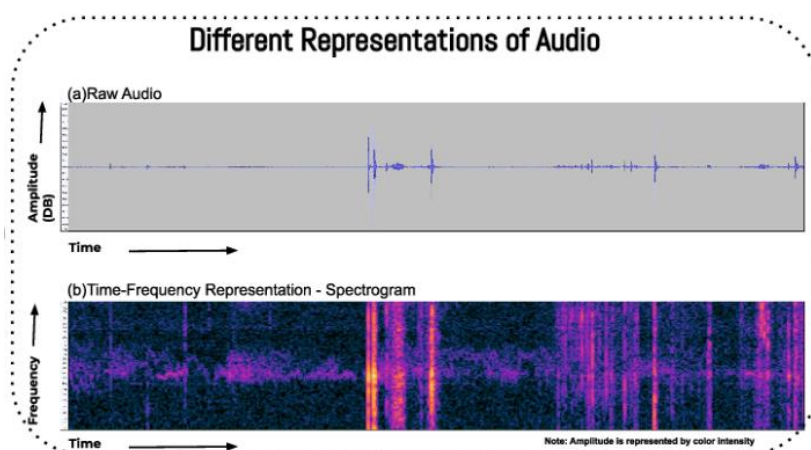 Different Representations of Audio
(a)Raw Audio
Amplitude
(DB)
Time
(b)Time-Frequency Representation - Spectrogram
Frequency
Time
Note: Amplitude is represented by color intensity